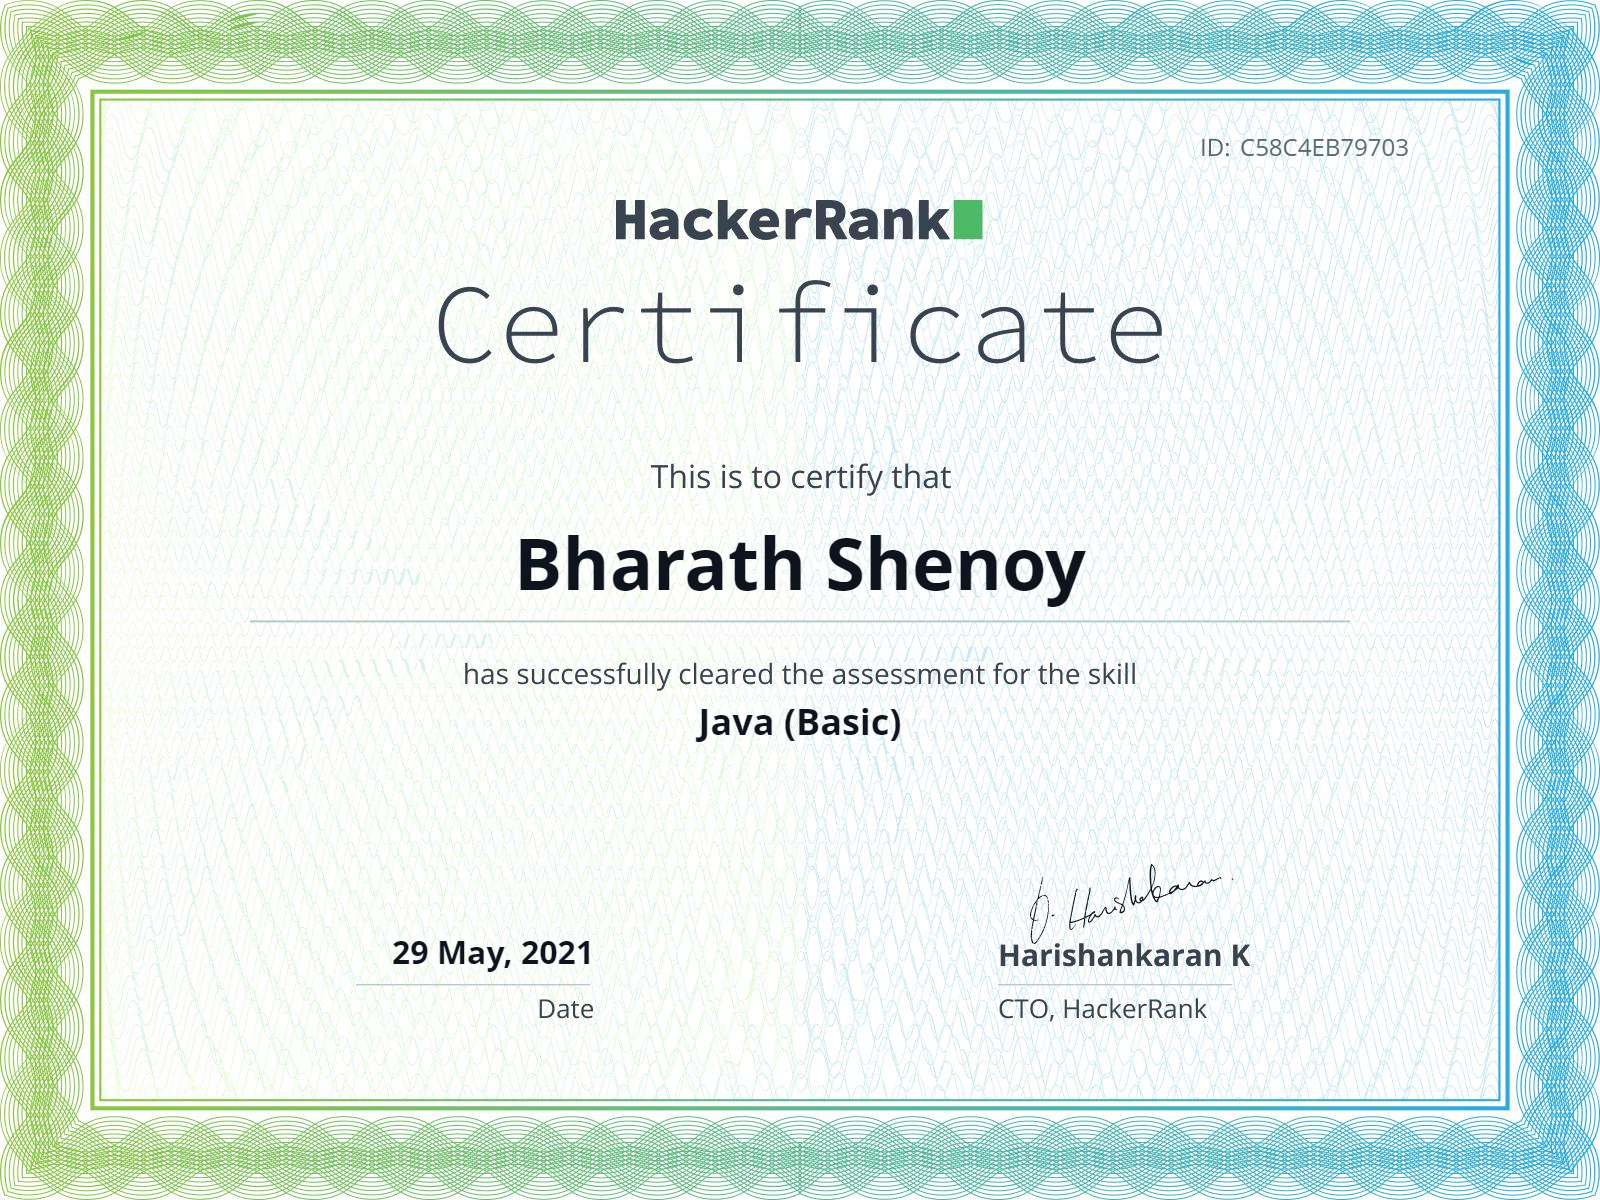 ID: C58C4EB79703
HackerRank
Certificate
This is to certify that
Bharath Shenoy
has successfully cleared the assessment for the skill
Java (Basic)
29 May, 2021
Date
Harishankaran K
CTO, HackerRank